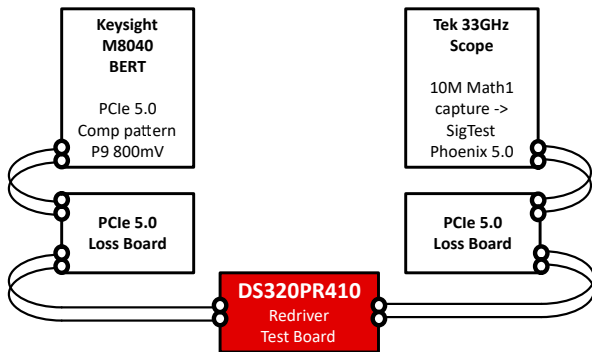 Keysight
M8040
BERT
PCIe 5.0
Comp pattern
P9 800mV
Tek 33GHz
Scope
10M Math1
capture ->
SigTest
Phoenix 5.0
PCIe 5.0
Loss Board
PCIe 5.0
Loss Board
DS320PR410
Redriver
Test Board